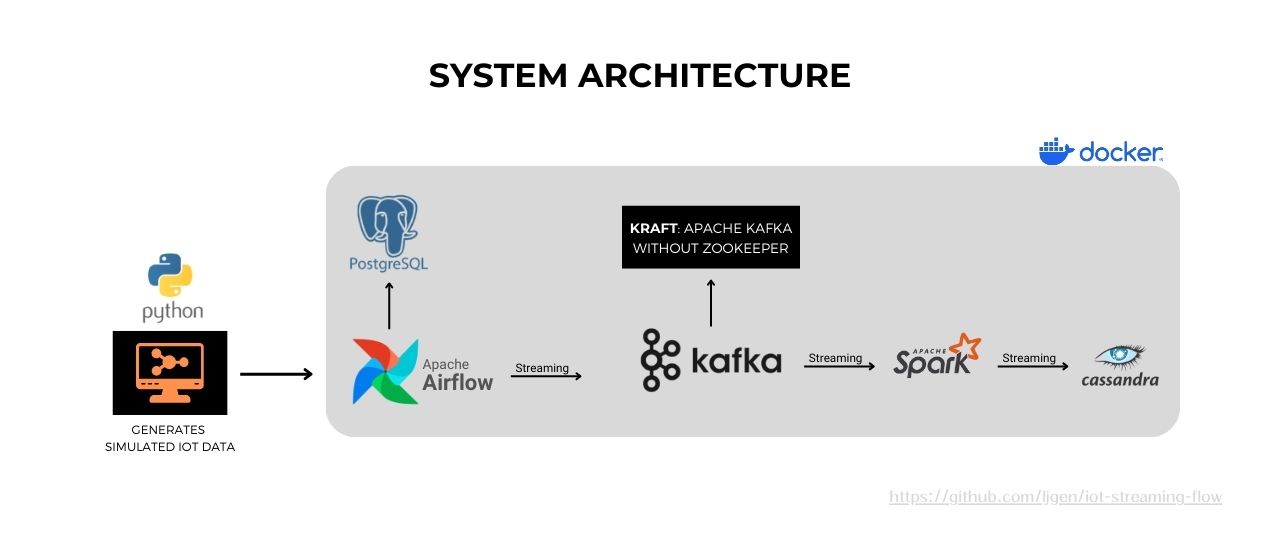 SYSTEM ARCHITECTURE
docker
PostgreSQL
KRAFT: APACHE KAFKA
WITHOUT ZOOKEEPER
python
Apache
Airflow
Streaming
kafka
Streaming
APACHE
Spark
Streaming
cassandra
GENERATES
SIMULATED IOT DATA
https://github.com/ljgen/iot-streaming-flow